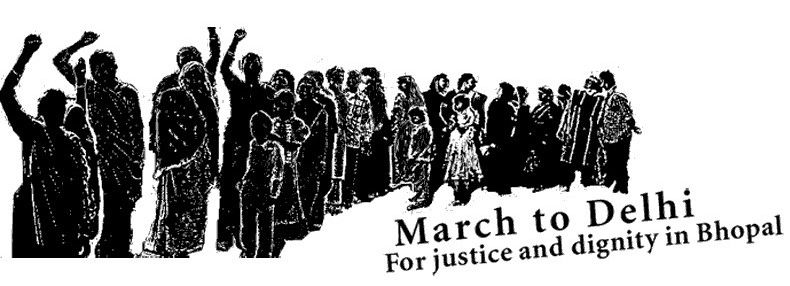 March to Delhi
For justice and dignity in Bhopal